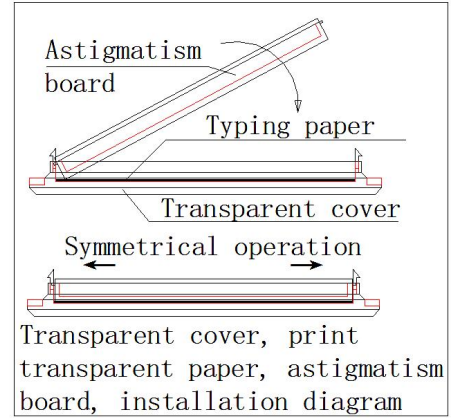 Astigmatism
board
Typing paper
Transparent cover
Symmetrical operation
Transparent cover, print
transparent paper, astigmatism
board, installation diagram